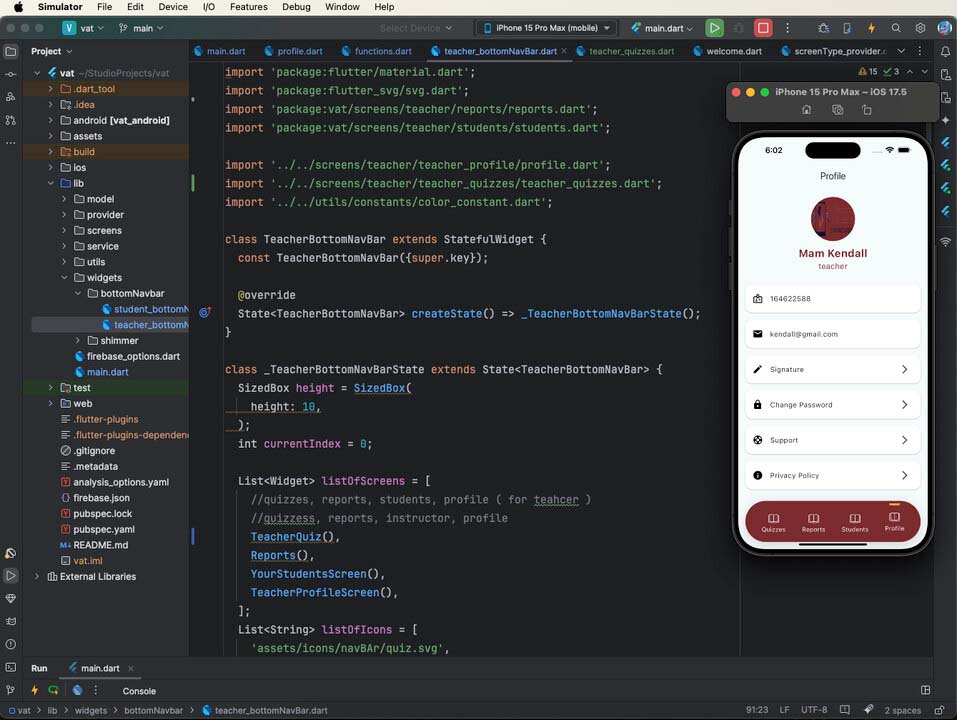 Simulator File Edit Device I/O Features Debug Window Help
V vat main Select Device iPhone 15 Pro Max (mobile) main.dart
Project main.dart profile.dart functions.dart teacher_bottomNavBar.dart teacher_quizzes.dart welcome.dart screenType_provider.c
vat ~/StudioProjects/vat
.dart_tool
.idea
android [vat_android]
assets
build
ios
lib
model
provider
screens
service
utils
widgets
bottomNavbar
student_bottomN
teacher_bottomN
shimmer
firebase_options.dart
main.dart
test
web
.flutter-plugins
.flutter-plugins-depende
.gitignore
.metadata
analysis_options.yaml
firebase.json
pubspec.lock
pubspec.yaml
README.md
vat.iml
External Libraries
import 'package:flutter/material.dart';
import 'package:flutter_svg/svg.dart';
import 'package:vat/screens/teacher/reports/reports.dart';
import 'package:vat/screens/teacher/students/students.dart';
import '../../screens/teacher/teacher_profile/profile.dart';
import '../../screens/teacher/teacher_quizzes/teacher_quizzes.dart';
import '../../utils/constants/color_constant.dart';
class TeacherBottomNavBar extends StatefulWidget {
const TeacherBottomNavBar({super.key});
@override
State<TeacherBottomNavBar> createState() => _TeacherBottomNavBarState();
}
class _TeacherBottomNavBarState extends State<TeacherBottomNavBar> {
SizedBox height = SizedBox(
height: 10,
);
int currentIndex = 0;
List<Widget> listOfScreens = [
//quizzes, reports, students, profile ( for teahcer )
//quizzess, reports, instructor, profile
TeacherQuiz(),
Reports(),
YourStudentsScreen(),
TeacherProfileScreen(),
];
List<String> listOfIcons = [
'assets/icons/navBAr/quiz.svg',
15 3
iPhone 15 Pro Max – iOS 17.5
6:02
Profile
Mam Kendall
teacher
164622588
kendall@gmail.com
Signature
Change Password
Support
Privacy Policy
Quizzes Reports Students Profile
Run main.dart
Console
vat lib widgets bottomNavbar teacher_bottomNavBar.dart 91:23 LF UTF-8 2 spaces